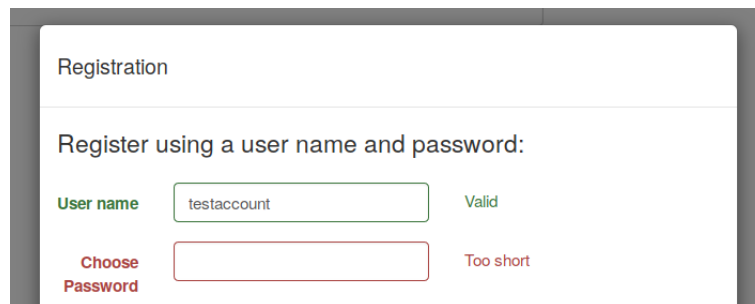 Registration
Register using a user name and password:
User name testaccount Valid
Choose Too short
Password